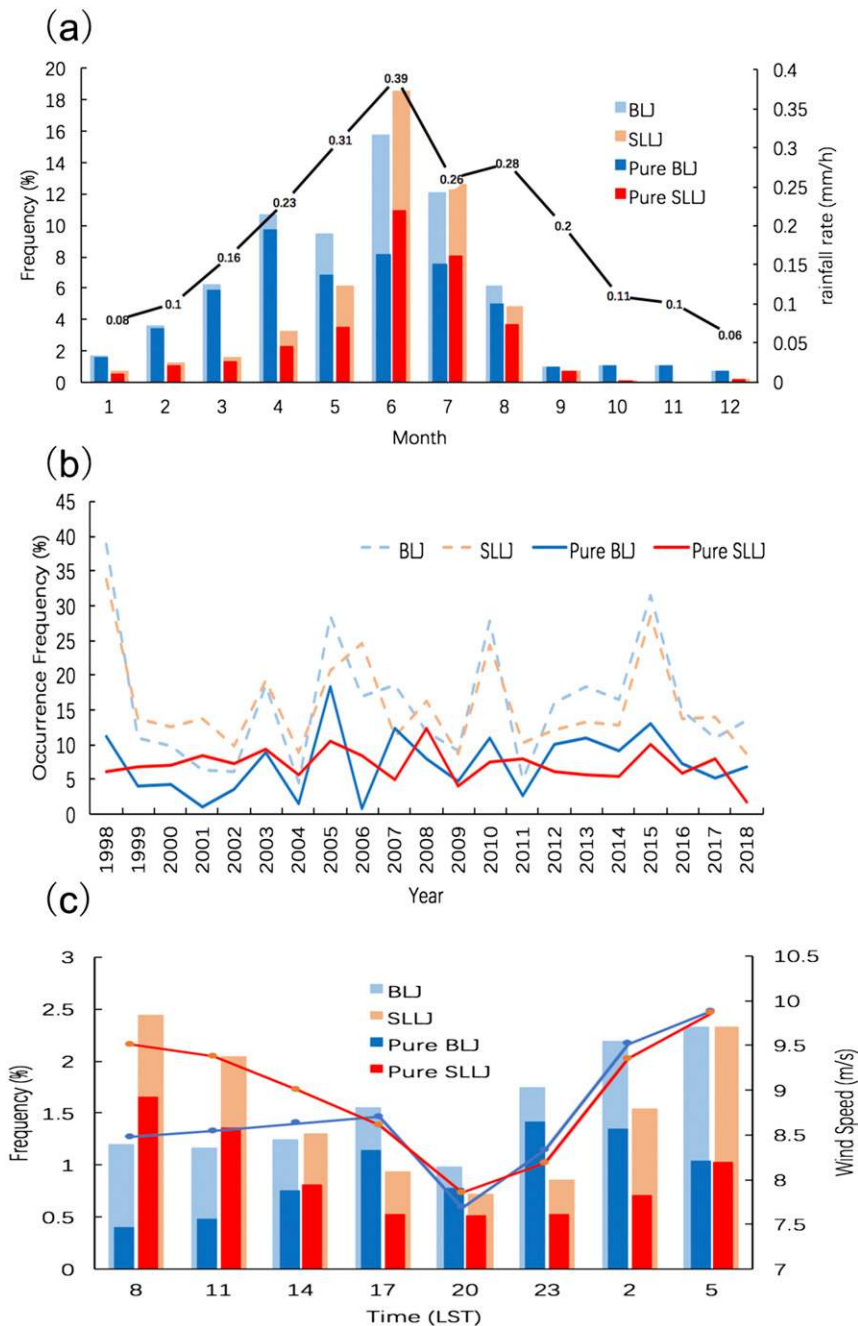 (a)
20
18
16
14
12
10
8
6
4
2
0
Frequency (%)
0.4
0.35
0.3
0.25
0.2
0.15
0.1
0.05
0
rainfall rate (mm/h)
BLJ
SLLJ
Pure BLJ
Pure SLLJ
0.08
0.1
0.16
0.23
0.31
0.39
0.26
0.28
0.2
0.11
0.1
0.06
1 2 3 4 5 6 7 8 9 10 11 12
Month
(b)
45
40
35
30
25
20
15
10
5
0
Occurrence Frequency (%)
BLJ SLLJ Pure BLJ Pure SLLJ
1998 1999 2000 2001 2002 2003 2004 2005 2006 2007 2008 2009 2010 2011 2012 2013 2014 2015 2016 2017 2018
Year
(c)
3
2.5
2
1.5
1
0.5
0
Frequency (%)
10.5
10
9.5
9
8.5
8
7.5
7
Wind Speed (m/s)
BLJ
SLLJ
Pure BLJ
Pure SLLJ
8 11 14 17 20 23 2 5
Time (LST)